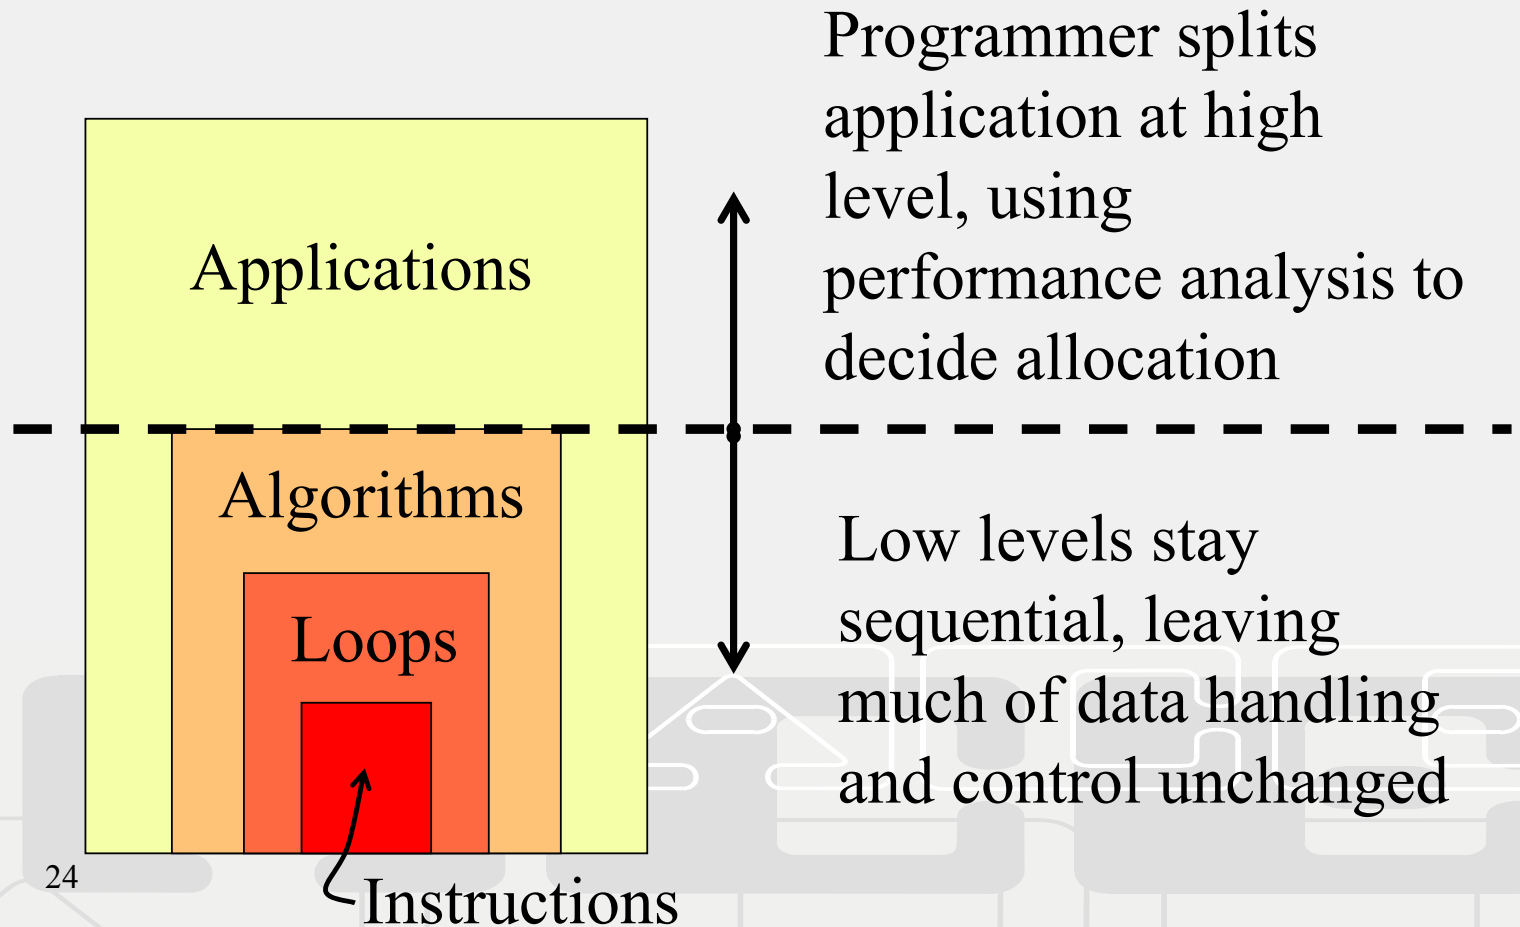 Programmer splits
application at high
level, using
performance analysis to
decide allocation
Applications
Algorithms
Loops
Low levels stay
sequential, leaving
much of data handling
and control unchanged
24
Instructions